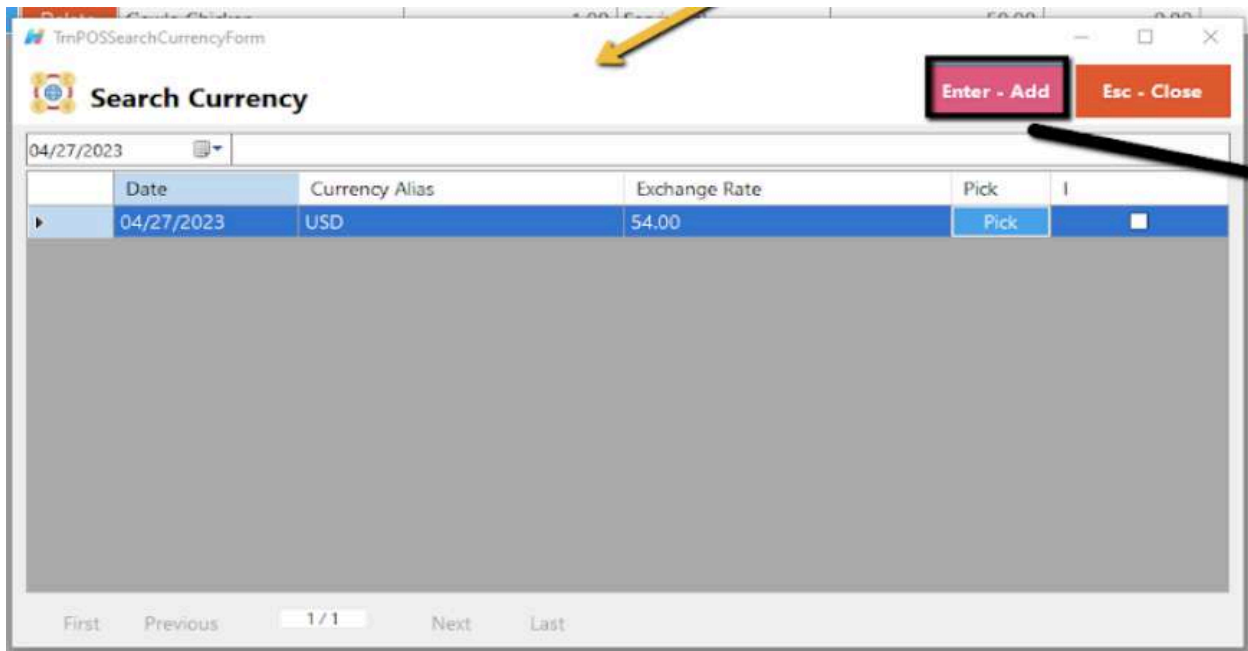 TrnPOSSearchCurrencyForm
Search Currency
Enter - Add
Esc - Close
04/27/2023
Date Currency Alias Exchange Rate Pick I
04/27/2023 USD 54.00 Pick
First Previous 1 / 1 Next Last